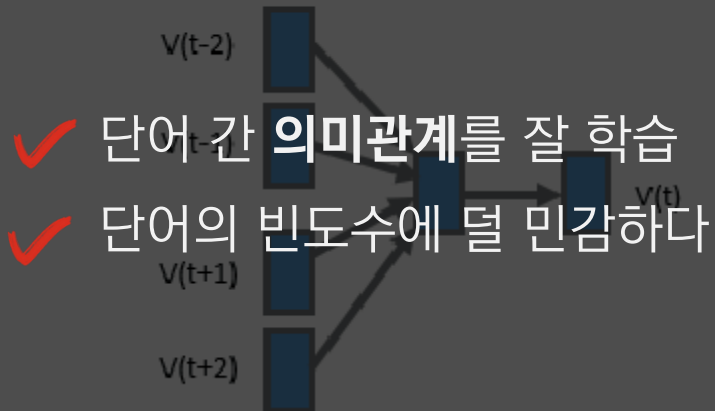 V(t-2)
단어 간 의미관계를 잘 학습
V(t-1)
V(t)
단어의 빈도수에 덜 민감하다
V(t+1)
V(t+2)